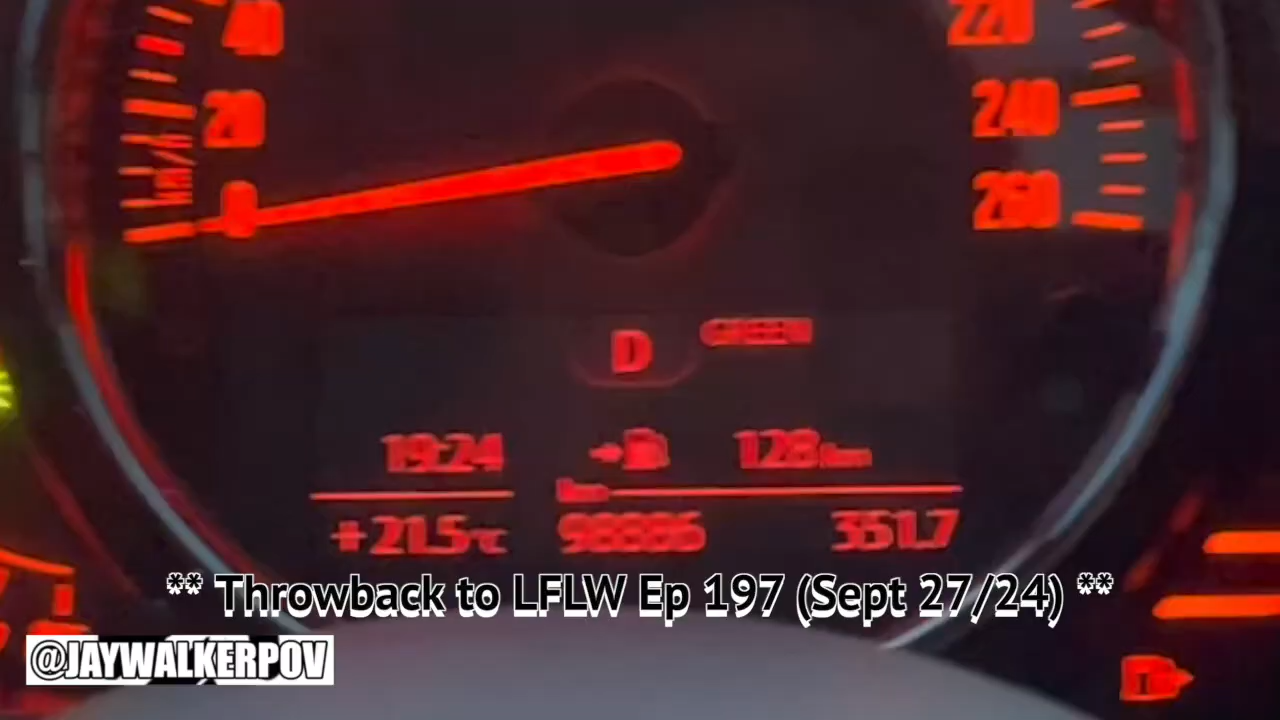 40
220
20
240
km/h
0
260
D
GREEN
19:24
128 km
km
+21.5°C
98886
351.7
** Throwback to LFLW Ep 197 (Sept 27/24) **
@JAYWALKERPOV